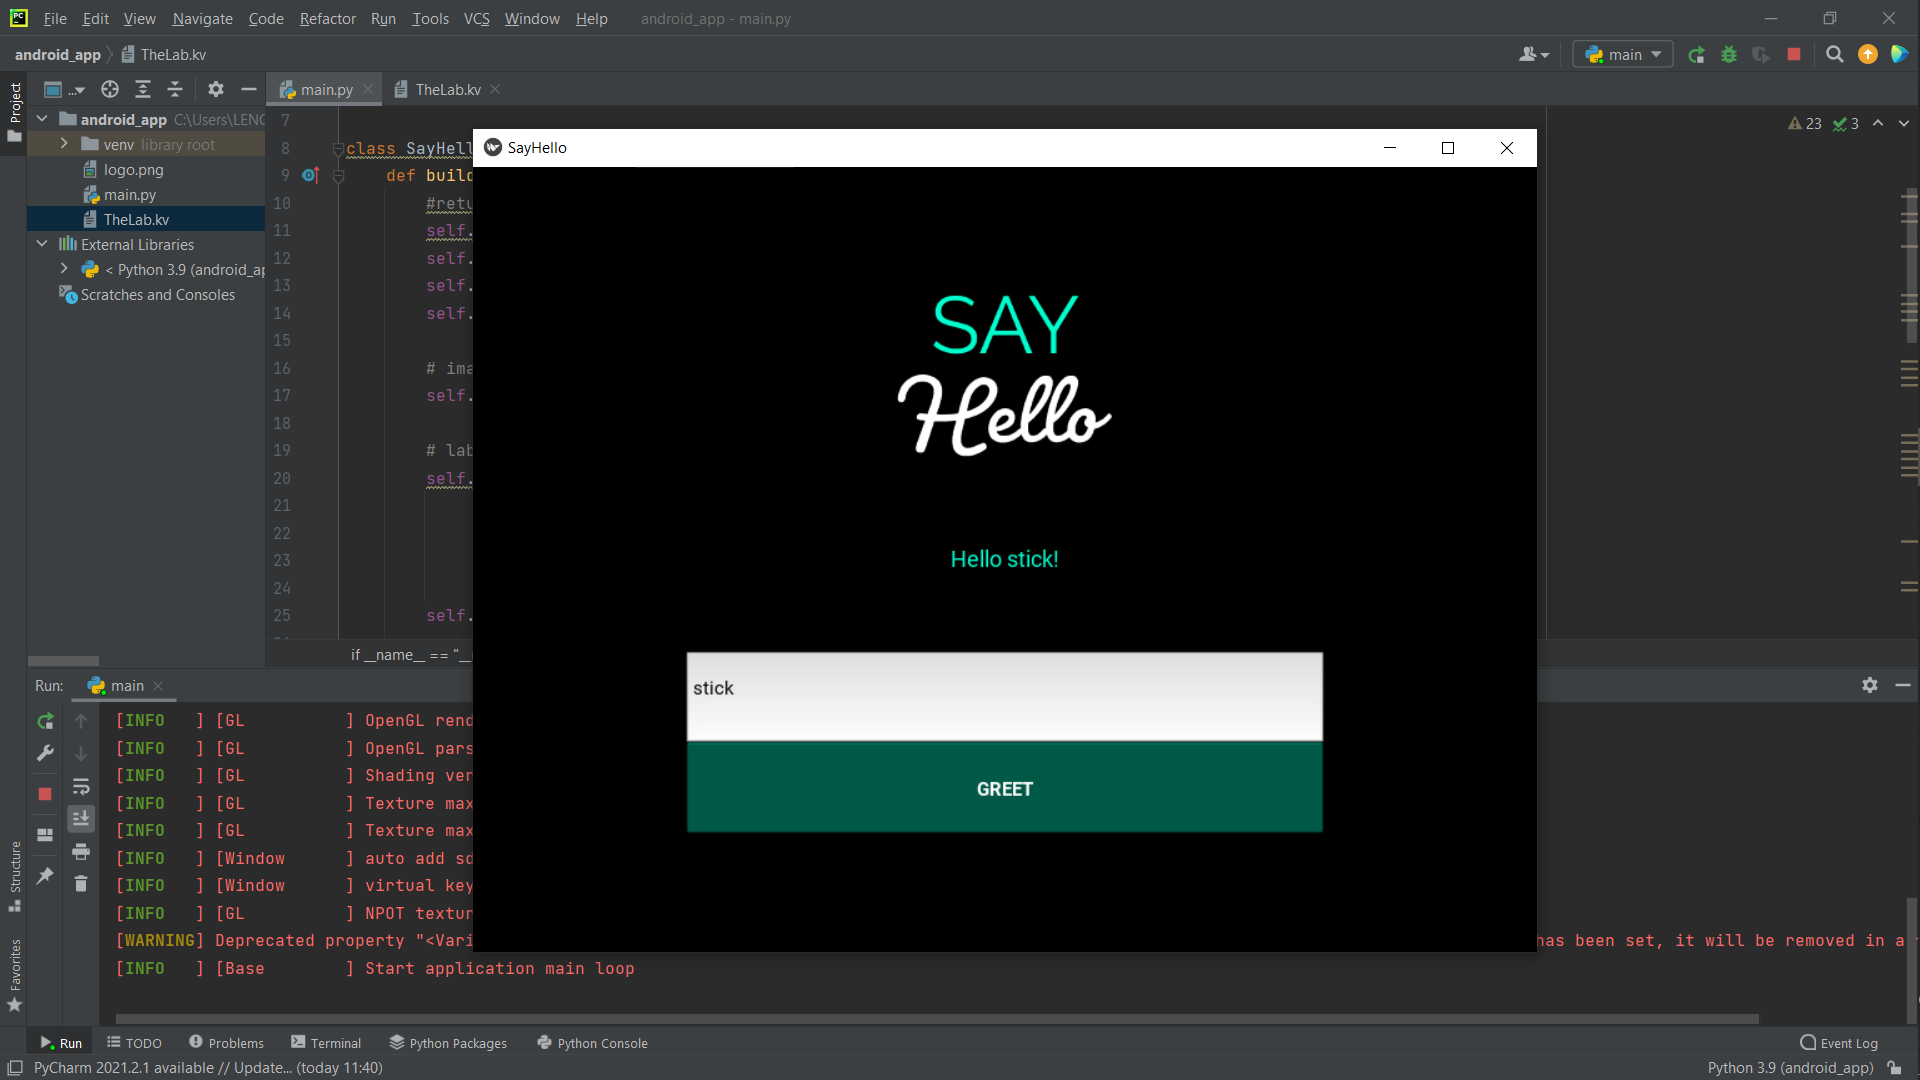 File Edit View Navigate Code Refactor Run Tools VCS Window Help android_app - main.py
android_app TheLab.kv main
Project ... main.py TheLab.kv
android_app C:\Users\LENO
venv library root
logo.png
main.py
TheLab.kv
External Libraries
< Python 3.9 (android_ap
Scratches and Consoles
23 3
7
8 class SayHell
9 def build
10 #retu
11 self.
12 self.
13 self.
14 self.
15
16 # ima
17 self.
18
19 # lab
20 self.
21
22
23
24
25 self.
if __name__ == "__
SayHello
SAY
Hello
Hello stick!
stick
GREET
Run: main
[INFO ] [GL ] OpenGL rend
[INFO ] [GL ] OpenGL pars
[INFO ] [GL ] Shading ver
[INFO ] [GL ] Texture max
[INFO ] [GL ] Texture max
[INFO ] [Window ] auto add sd
[INFO ] [Window ] virtual key
[INFO ] [GL ] NPOT textur
[WARNING] Deprecated property "<Vari has been set, it will be removed in a
[INFO ] [Base ] Start application main loop
Structure
Favorites
Run TODO Problems Terminal Python Packages Python Console Event Log
PyCharm 2021.2.1 available // Update... (today 11:40) Python 3.9 (android_app)